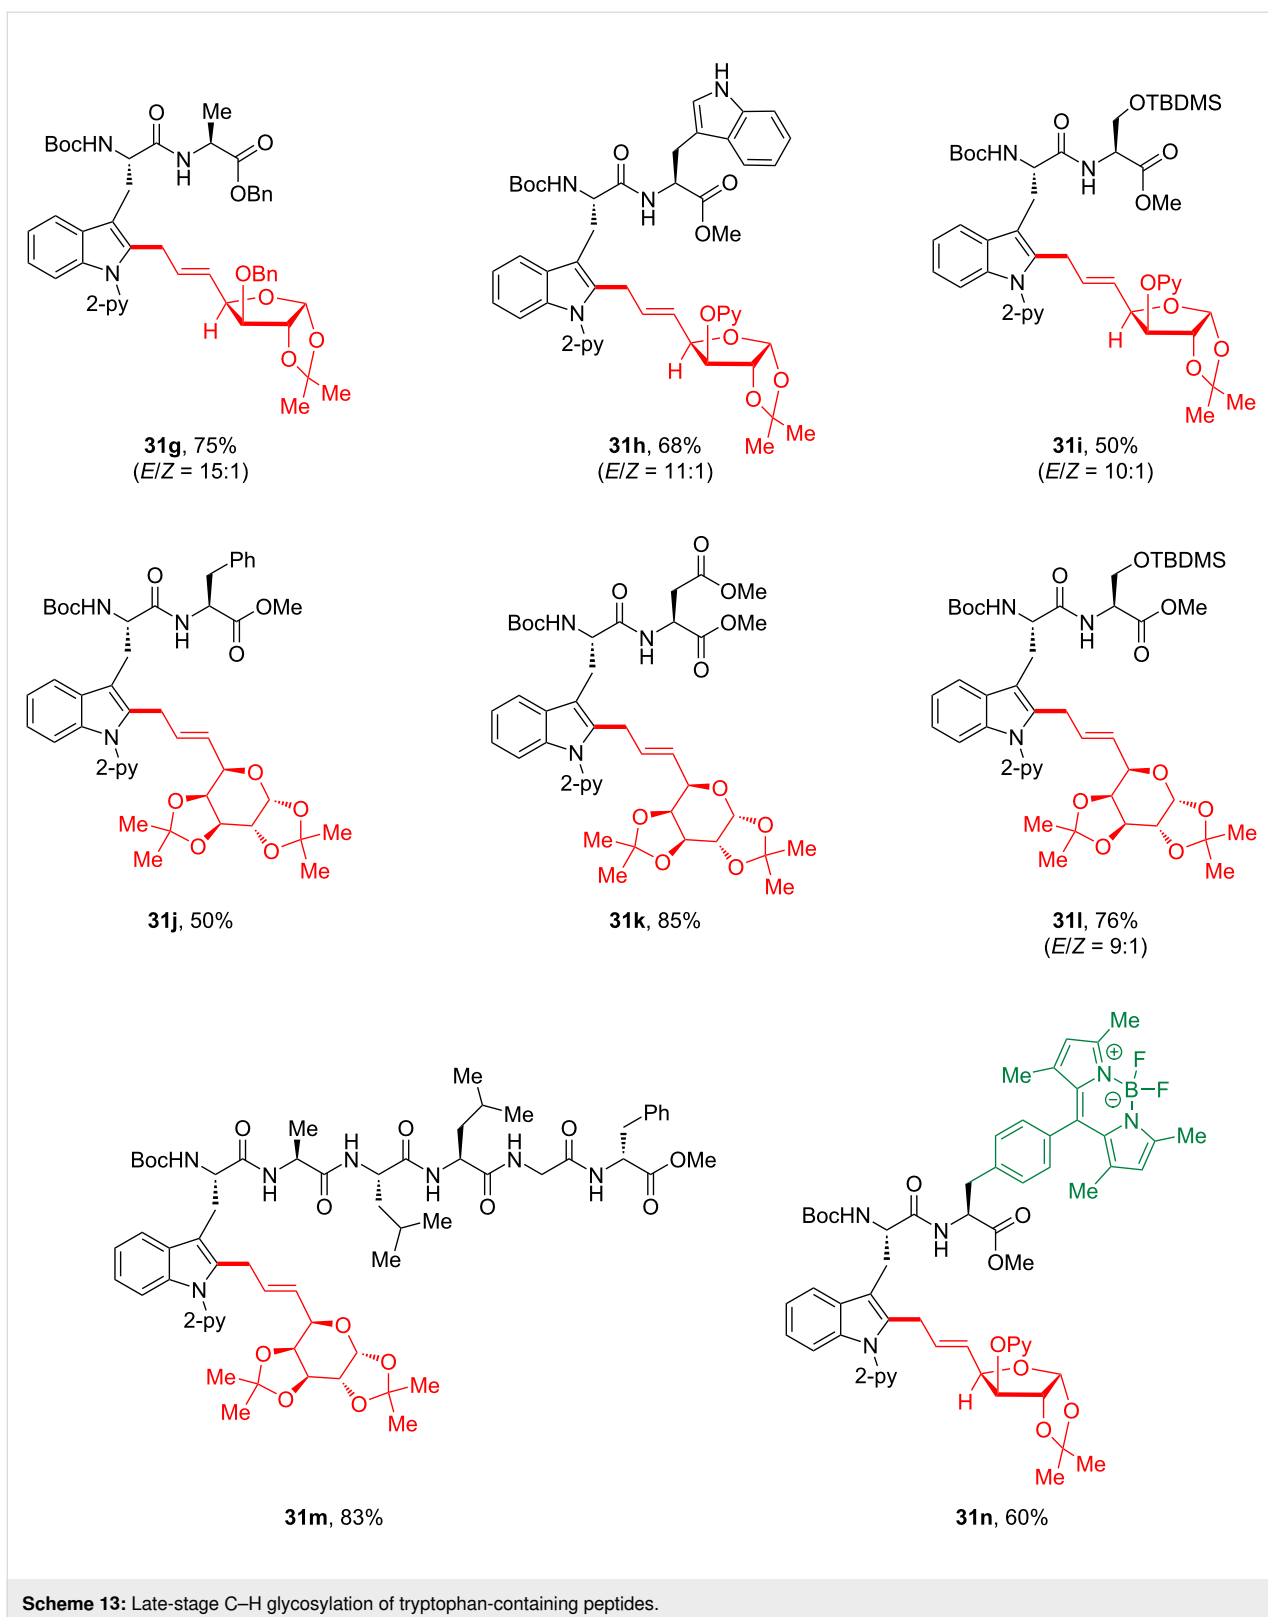 BocHN
O
N
H
Me
O
OBn
N
2-py
OBn
O
H
O
O
Me
Me
31g, 75%
(E/Z = 15:1)
H
N
BocHN
O
N
H
O
OMe
N
2-py
OPy
O
H
O
O
Me
Me
31h, 68%
(E/Z = 11:1)
OTBDMS
BocHN
O
N
H
O
OMe
N
2-py
OPy
O
H
O
O
Me
Me
31i, 50%
(E/Z = 10:1)
Ph
BocHN
O
N
H
OMe
O
N
2-py
O
O
O
Me
Me
O
O
Me
Me
31j, 50%
O
OMe
BocHN
O
N
H
OMe
O
N
2-py
O
O
O
Me
Me
O
O
Me
Me
31k, 85%
OTBDMS
BocHN
O
N
H
OMe
O
N
2-py
O
O
O
Me
Me
O
O
Me
Me
31l, 76%
(E/Z = 9:1)
Me
Me
Ph
BocHN
O
N
H
Me
O
H
N
O
N
H
O
H
N
O
N
H
OMe
O
Me
Me
N
2-py
O
O
O
Me
Me
O
O
Me
Me
31m, 83%
Me
Me
+
N
F
B
F
−
N
Me
Me
BocHN
O
N
H
O
OMe
N
2-py
OPy
O
H
O
O
Me
Me
31n, 60%
Scheme 13: Late-stage C–H glycosylation of tryptophan-containing peptides.